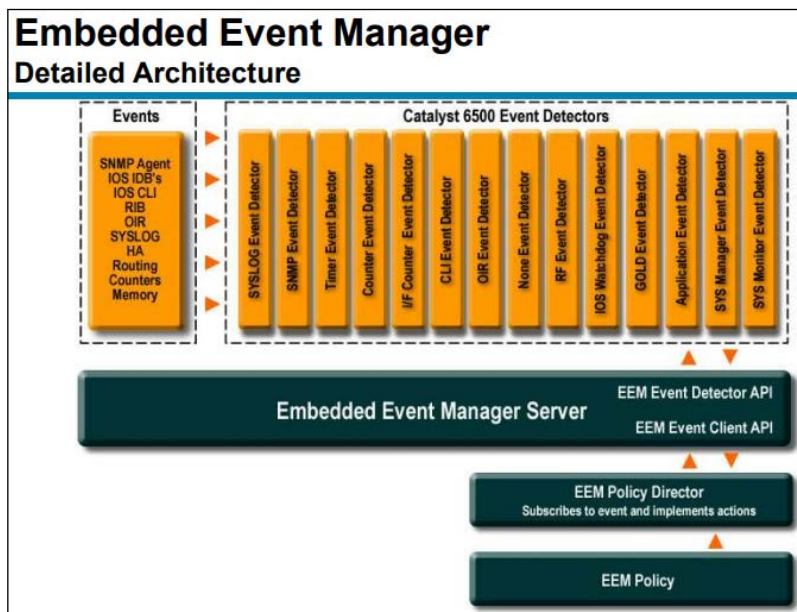 Embedded Event Manager
Detailed Architecture
Events
SNMP Agent
IOS IDB's
IOS CLI
RIB
OIR
SYSLOG
HA
Routing
Counters
Memory
Catalyst 6500 Event Detectors
SYSLOG Event Detector
SNMP Event Detector
Timer Event Detector
Counter Event Detector
I/F Counter Event Detector
CLI Event Detector
OIR Event Detector
None Event Detector
RF Event Detector
IOS Watchdog Event Detector
GOLD Event Detector
Application Event Detector
SYS Manager Event Detector
SYS Monitor Event Detector
Embedded Event Manager Server
EEM Event Detector API
EEM Event Client API
EEM Policy Director
Subscribes to event and implements actions
EEM Policy